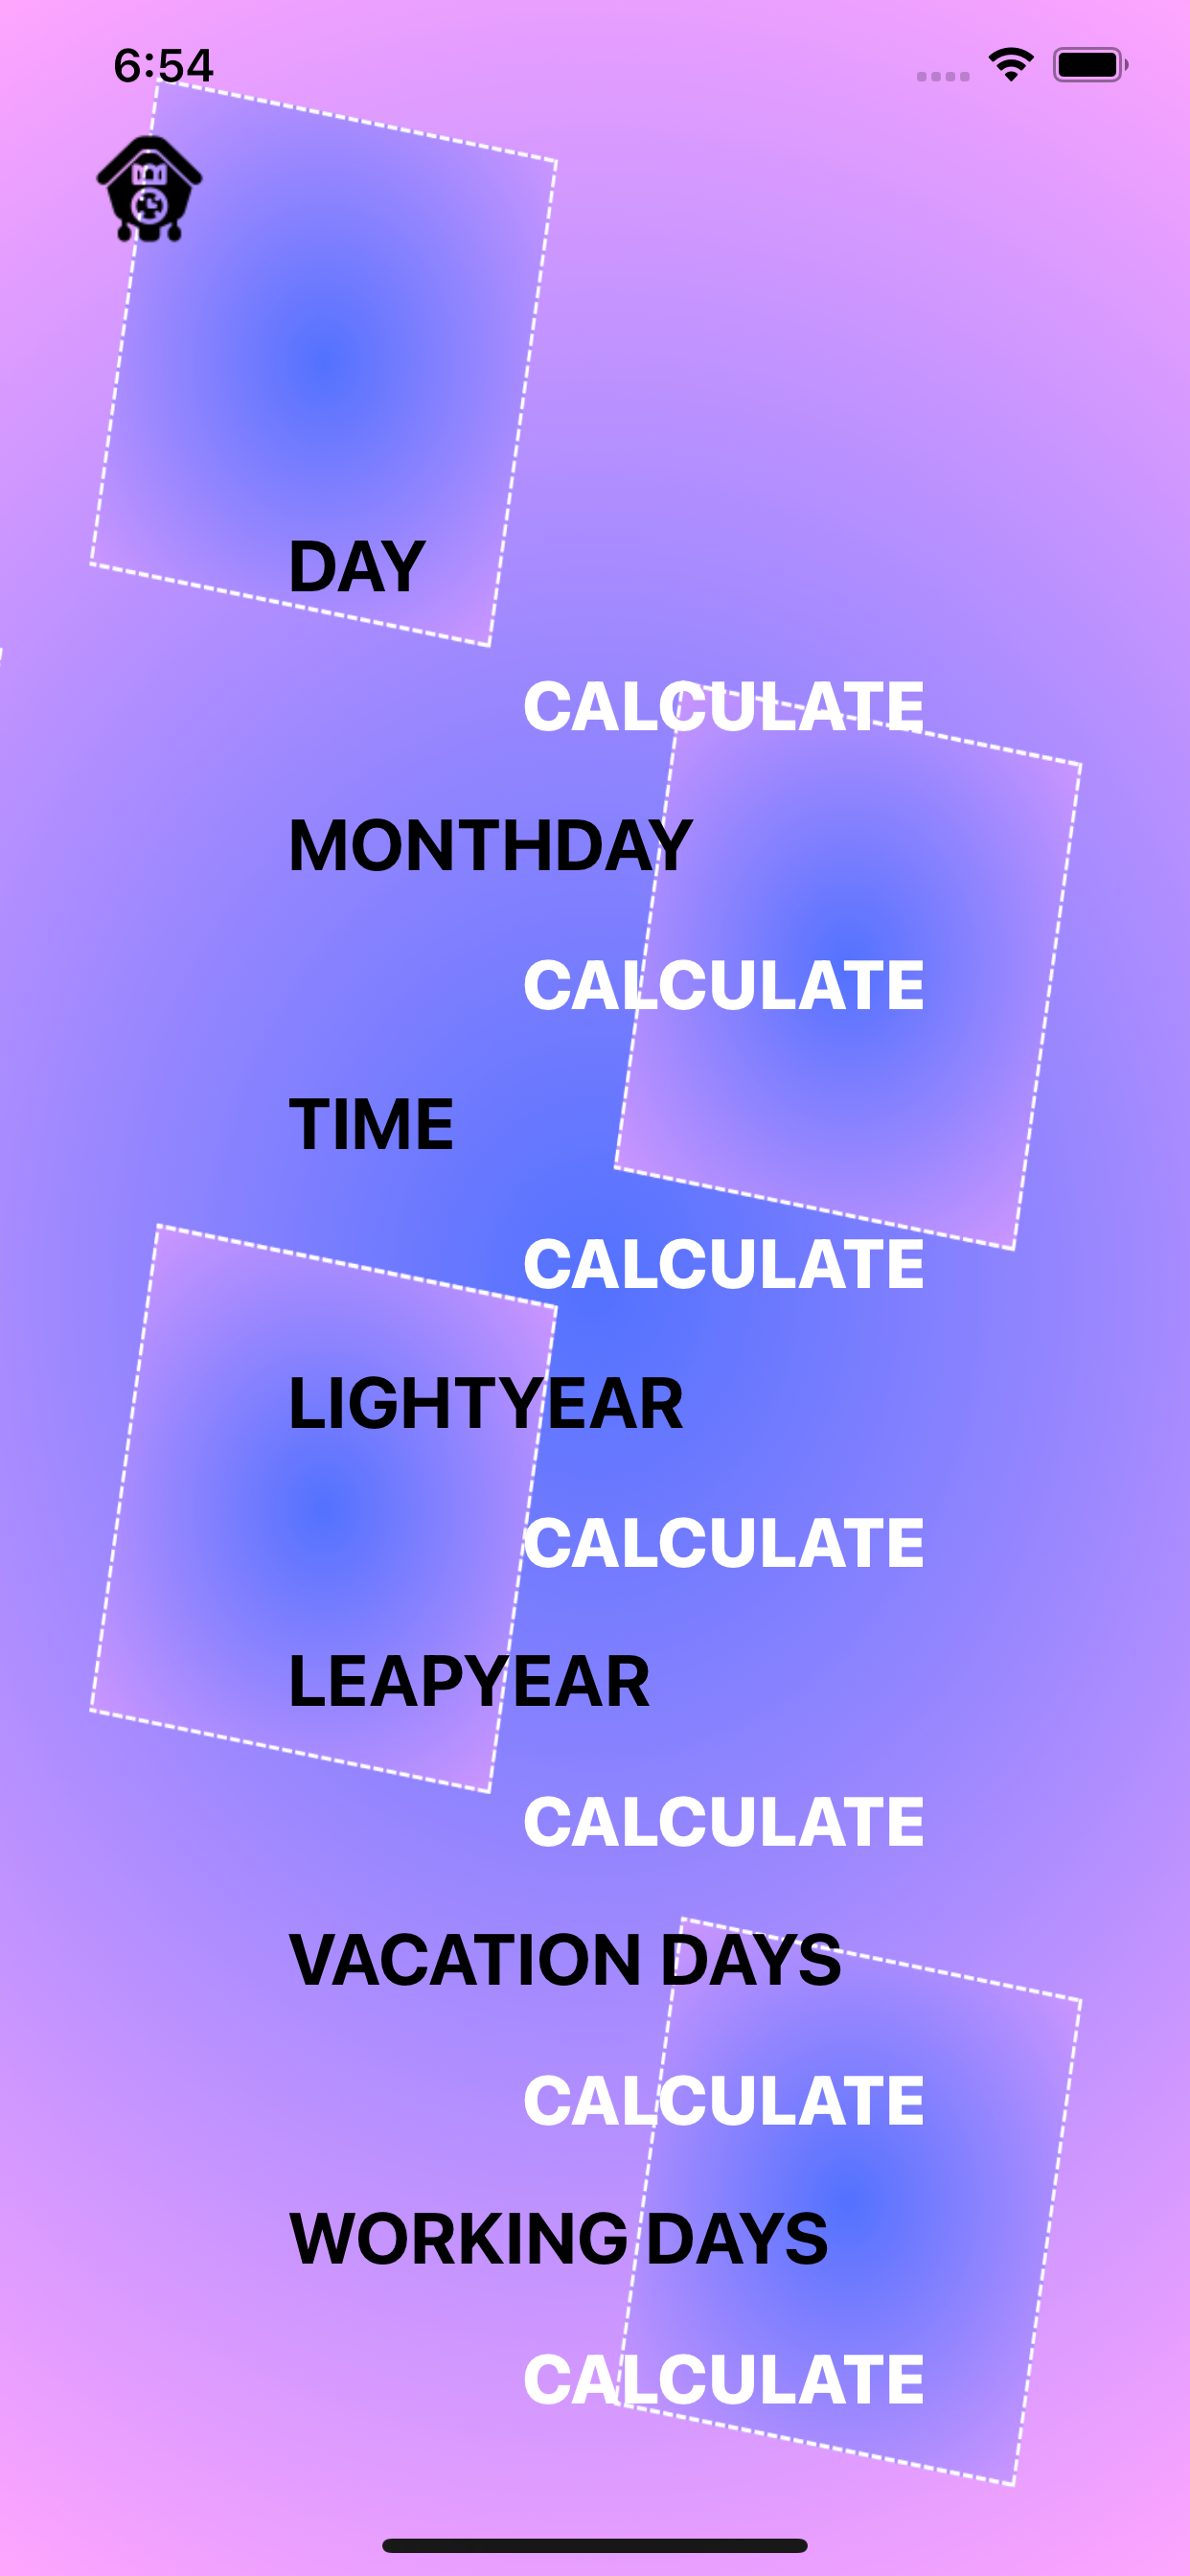 6:54
DAY
CALCULATE
MONTHDAY
CALCULATE
TIME
CALCULATE
LIGHTYEAR
CALCULATE
LEAPYEAR
CALCULATE
VACATION DAYS
CALCULATE
WORKING DAYS
CALCULATE